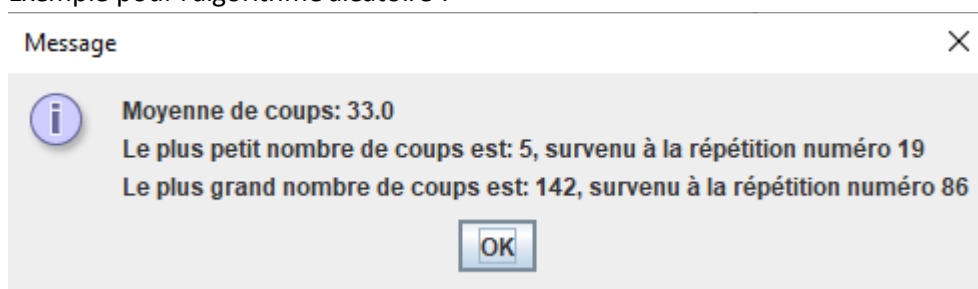 Exemple pour l'algorithme aléatoire :
Message
Moyenne de coups: 33.0
Le plus petit nombre de coups est: 5, survenu à la répétition numéro 19
Le plus grand nombre de coups est: 142, survenu à la répétition numéro 86
OK